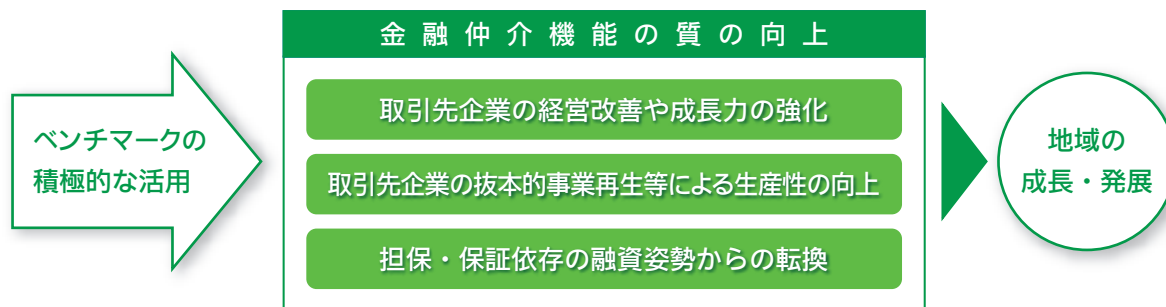 金融仲介機能の質の向上
ベンチマークの
積極的な活用
取引先企業の経営改善や成長力の強化
取引先企業の抜本的事業再生等による生産性の向上
担保・保証依存の融資姿勢からの転換
地域の
成長・発展